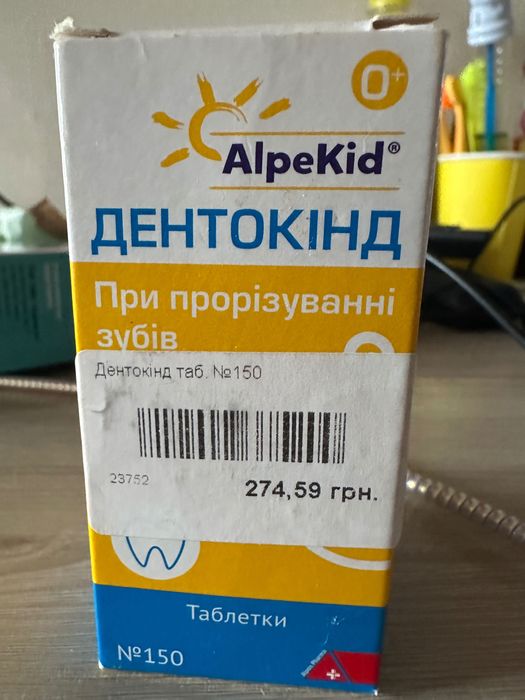 0+
AlpeKid®
ДЕНТОКІНД
При прорізуванні
зубів
Дентокінд таб. №150
23752
274,59 грн.
Таблетки
№150